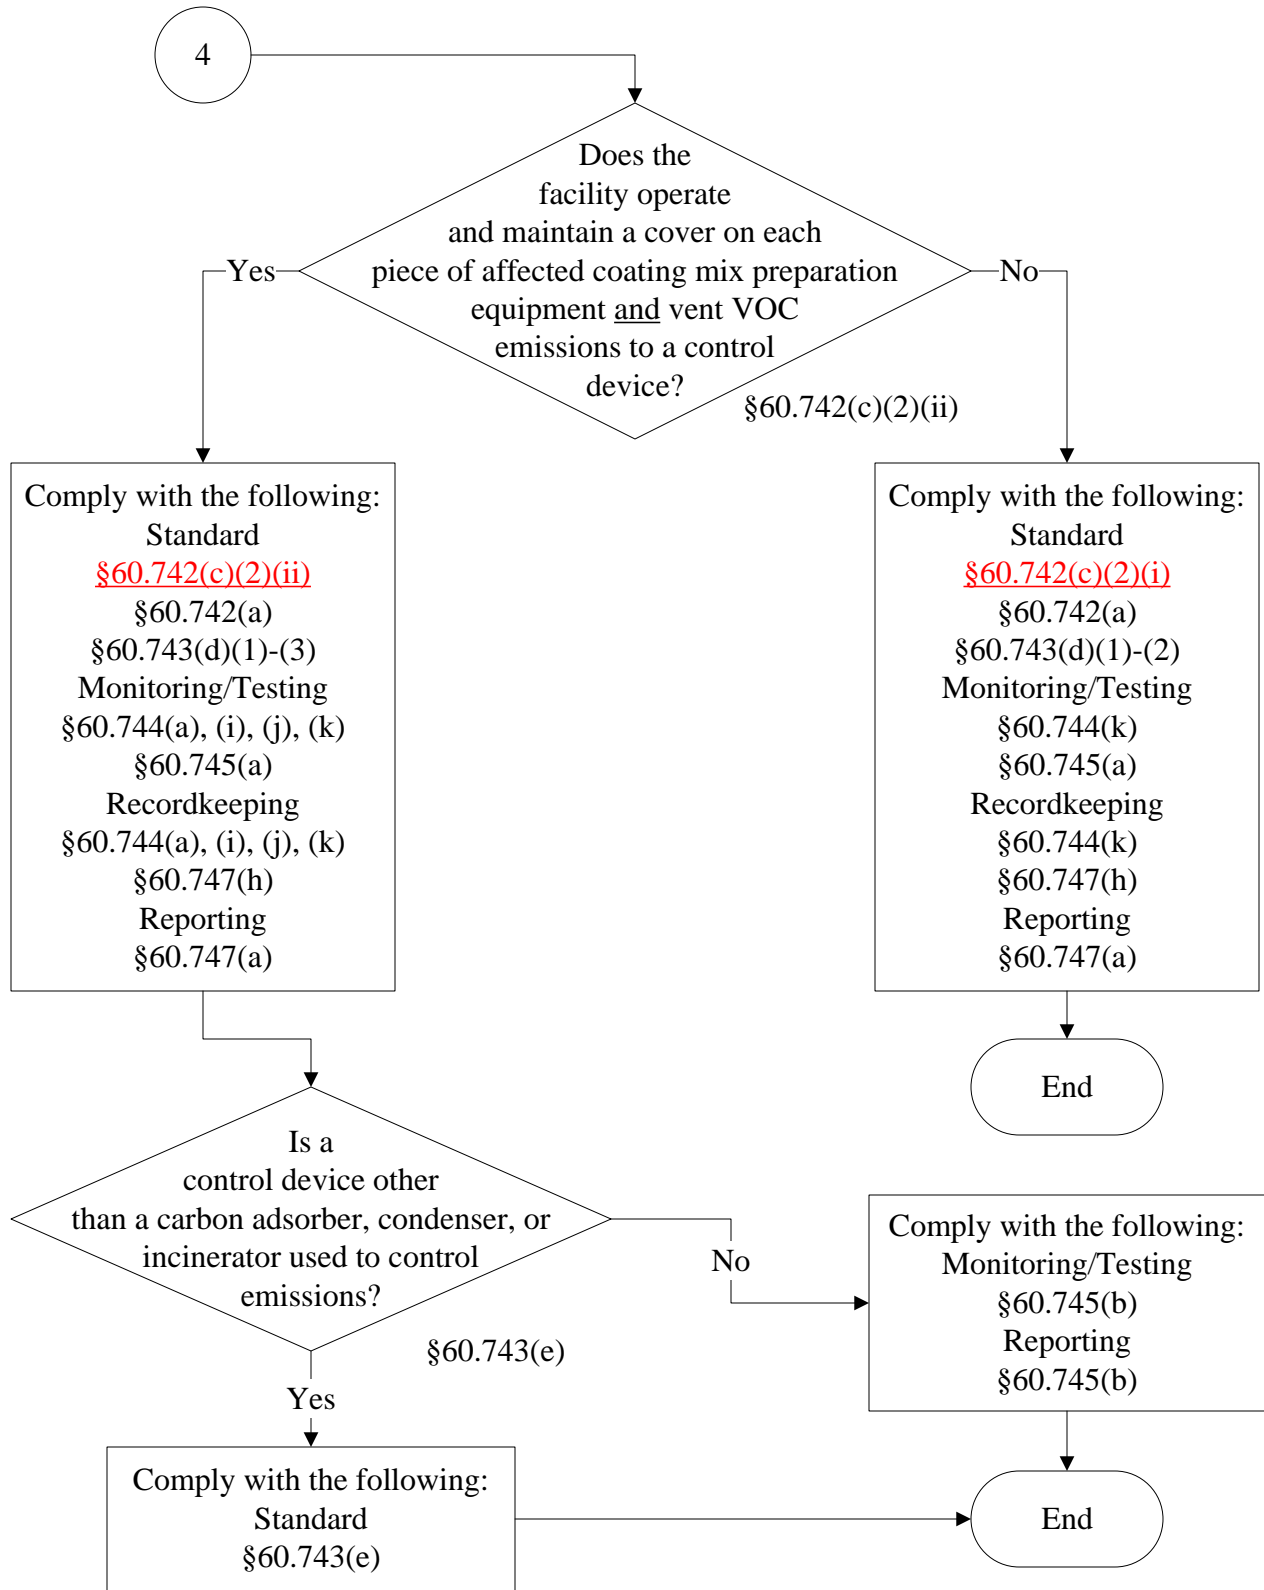 4
Does the
facility operate
and maintain a cover on each
piece of affected coating mix preparation
equipment and vent VOC
emissions to a control
device?
Yes
No
§60.742(c)(2)(ii)
Comply with the following:
Standard
§60.742(c)(2)(ii)
§60.742(a)
§60.743(d)(1)-(3)
Monitoring/Testing
§60.744(a), (i), (j), (k)
§60.745(a)
Recordkeeping
§60.744(a), (i), (j), (k)
§60.747(h)
Reporting
§60.747(a)
Comply with the following:
Standard
§60.742(c)(2)(i)
§60.742(a)
§60.743(d)(1)-(2)
Monitoring/Testing
§60.744(k)
§60.745(a)
Recordkeeping
§60.744(k)
§60.747(h)
Reporting
§60.747(a)
End
Is a
control device other
than a carbon adsorber, condenser, or
incinerator used to control
emissions?
§60.743(e)
No
Yes
Comply with the following:
Monitoring/Testing
§60.745(b)
Reporting
§60.745(b)
Comply with the following:
Standard
§60.743(e)
End